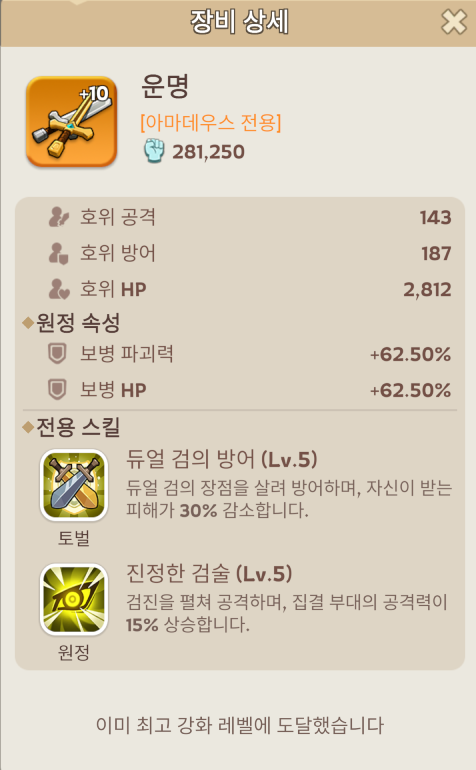 장비 상세
+10
운명
[아마데우스 전용]
281,250
호위 공격 143
호위 방어 187
호위 HP 2,812
원정 속성
보병 파괴력 +62.50%
보병 HP +62.50%
전용 스킬
듀얼 검의 방어 (Lv.5)
듀얼 검의 장점을 살려 방어하며, 자신이 받는
피해가 30% 감소합니다.
토벌
진정한 검술 (Lv.5)
검진을 펼쳐 공격하며, 집결 부대의 공격력이
15% 상승합니다.
원정
이미 최고 강화 레벨에 도달했습니다